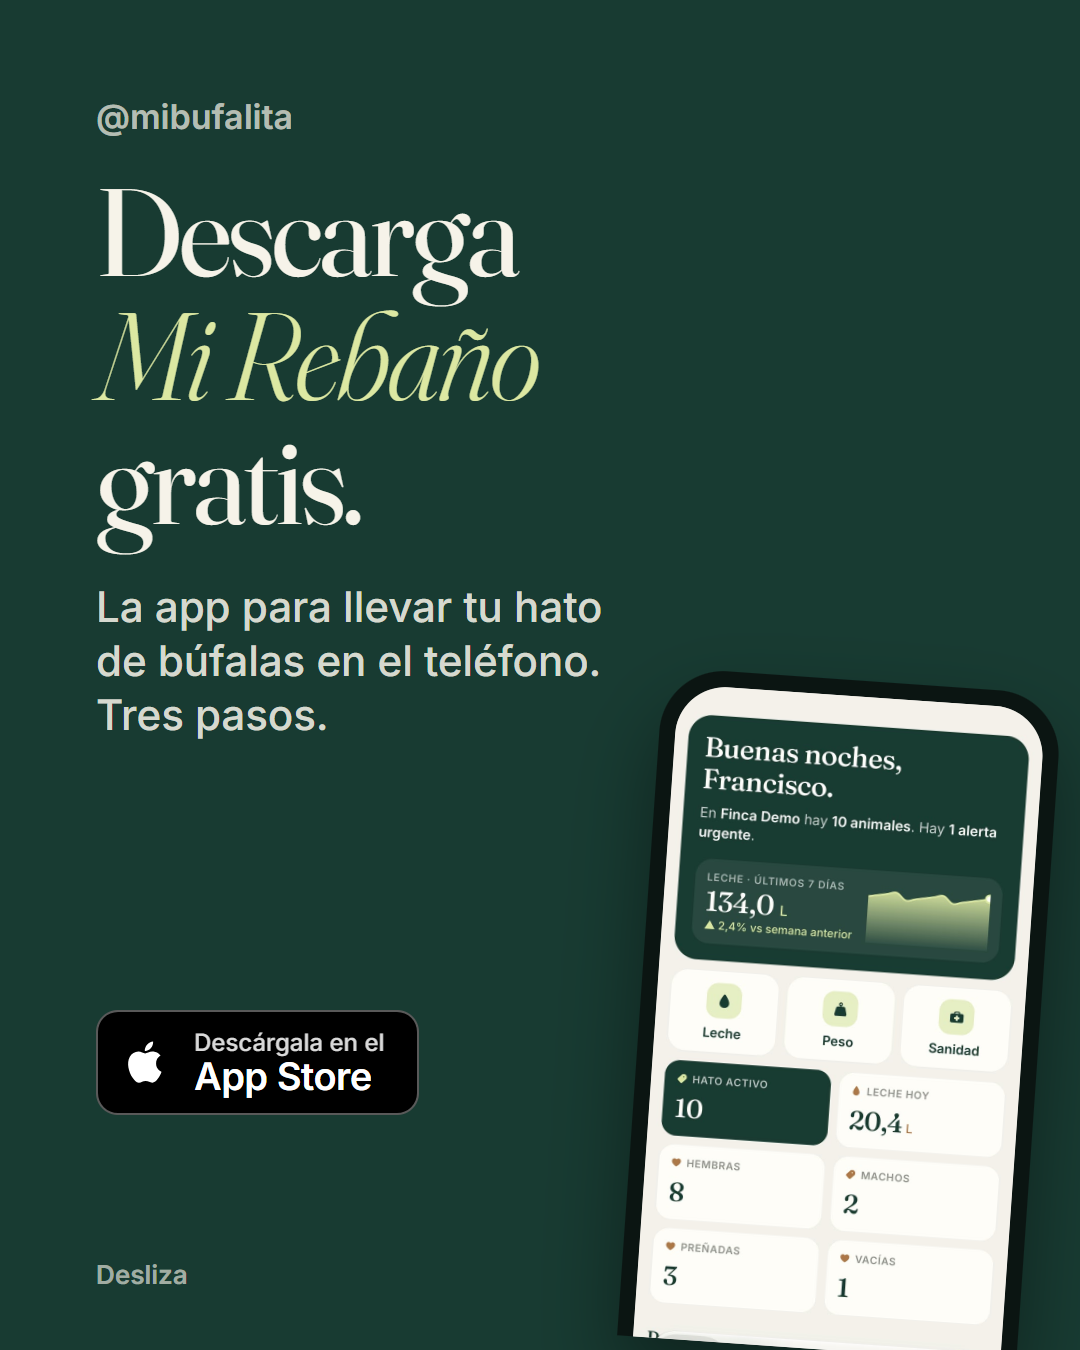 @mibufalita
Descarga
Mi Rebaño
gratis.
La app para llevar tu hato
de búfalas en el teléfono.
Tres pasos.
Buenas noches,
Francisco.
En Finca Demo hay 10 animales. Hay 1 alerta
urgente.
LECHE · ÚLTIMOS 7 DÍAS
134,0 L
▲ 2,4% vs semana anterior
Leche
Peso
Sanidad
HATO ACTIVO
10
LECHE HOY
20,4 L
HEMBRAS
8
MACHOS
2
PREÑADAS
3
VACÍAS
1
Descárgala en el
App Store
Desliza